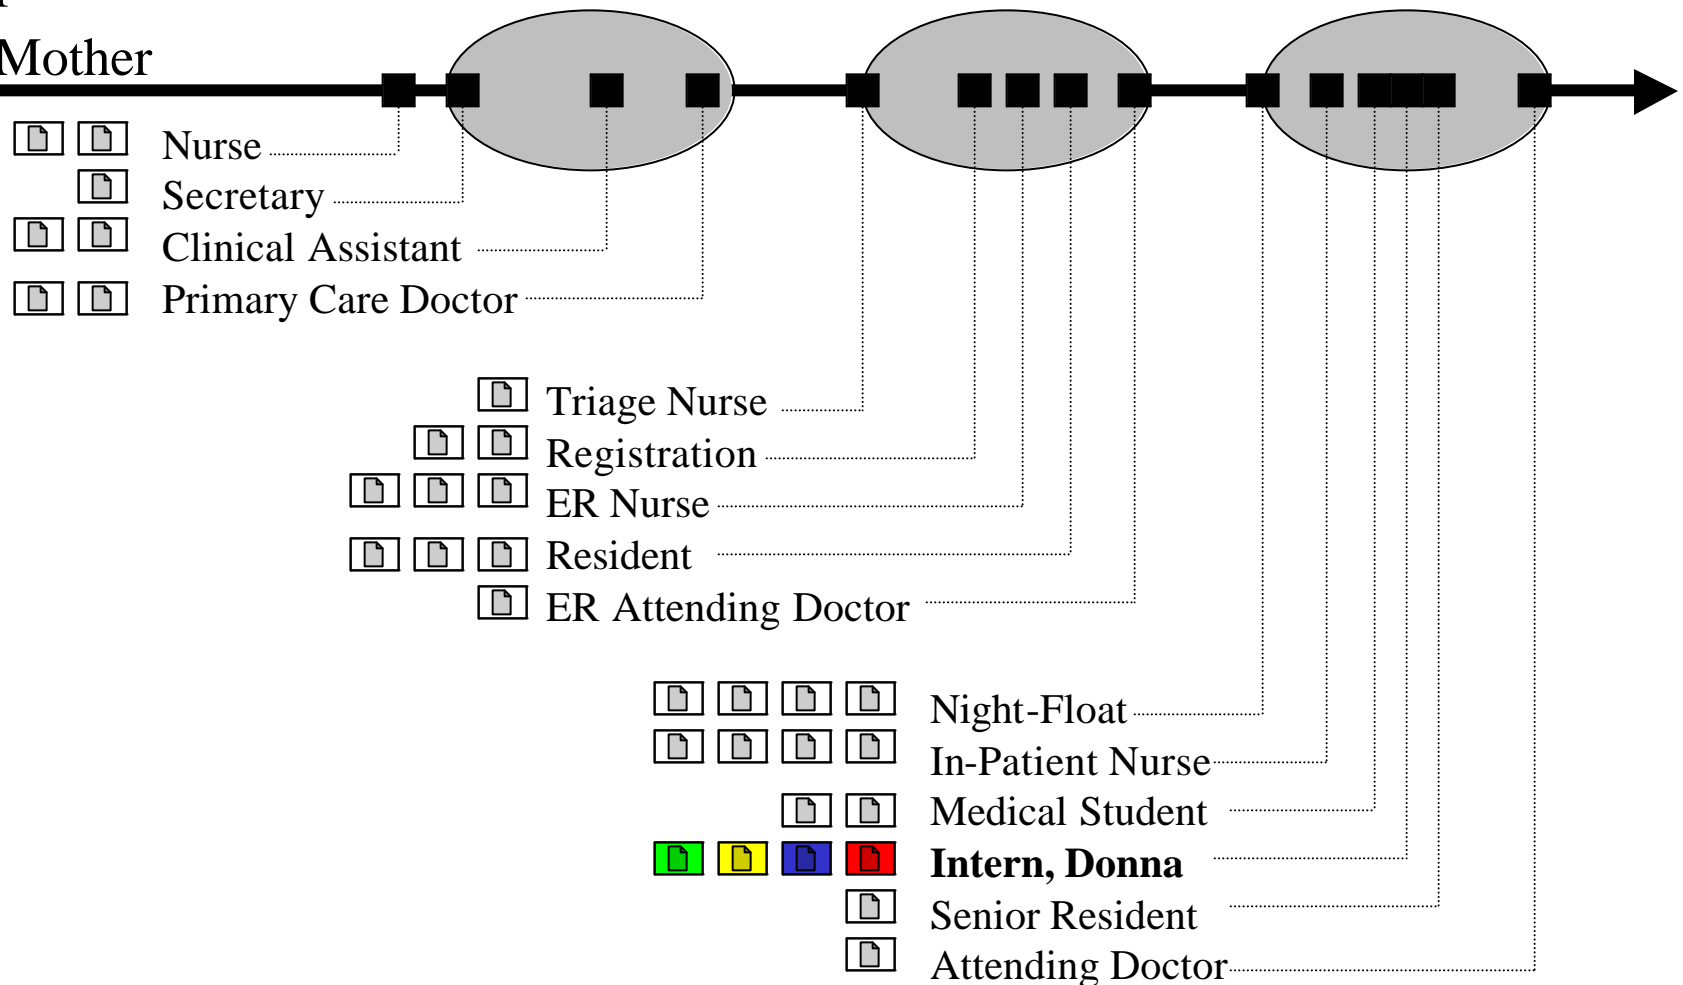 Mother
Nurse
Secretary
Clinical Assistant
Primary Care Doctor
Triage Nurse
Registration
ER Nurse
Resident
ER Attending Doctor
Night-Float
In-Patient Nurse
Medical Student
Intern, Donna
Senior Resident
Attending Doctor